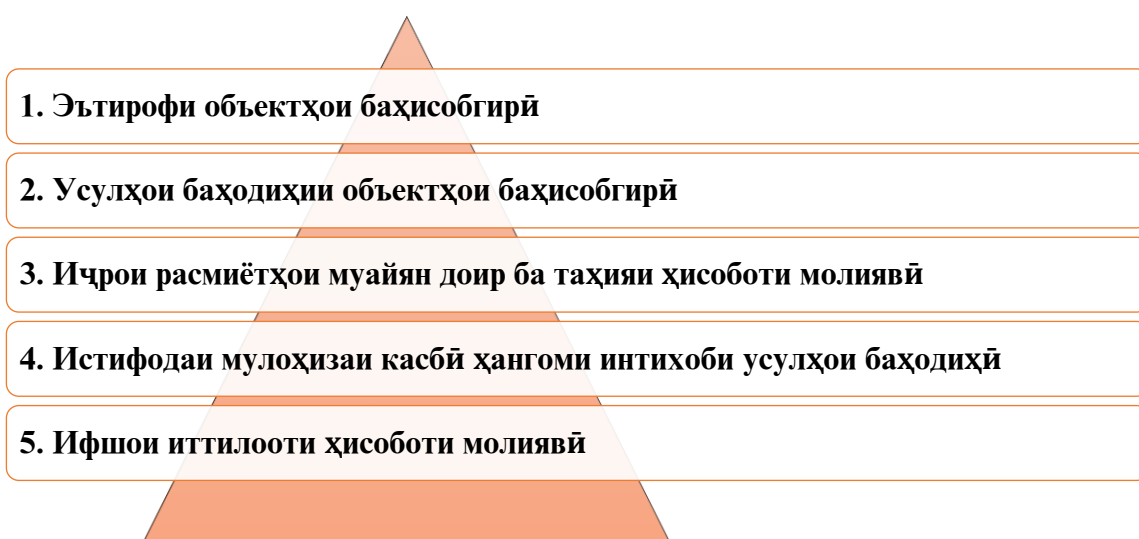 1. Эътирофи объектҳои баҳисобгирӣ
2. Усулҳои баҳодиҳии объектҳои баҳисобгирӣ
3. Иҷрои расмиётҳои муайян доир ба таҳияи ҳисоботи молиявӣ
4. Истифодаи мулоҳизаи касбӣ ҳангоми интихоби усулҳои баҳодиҳӣ
5. Ифшои иттилооти ҳисоботи молиявӣ